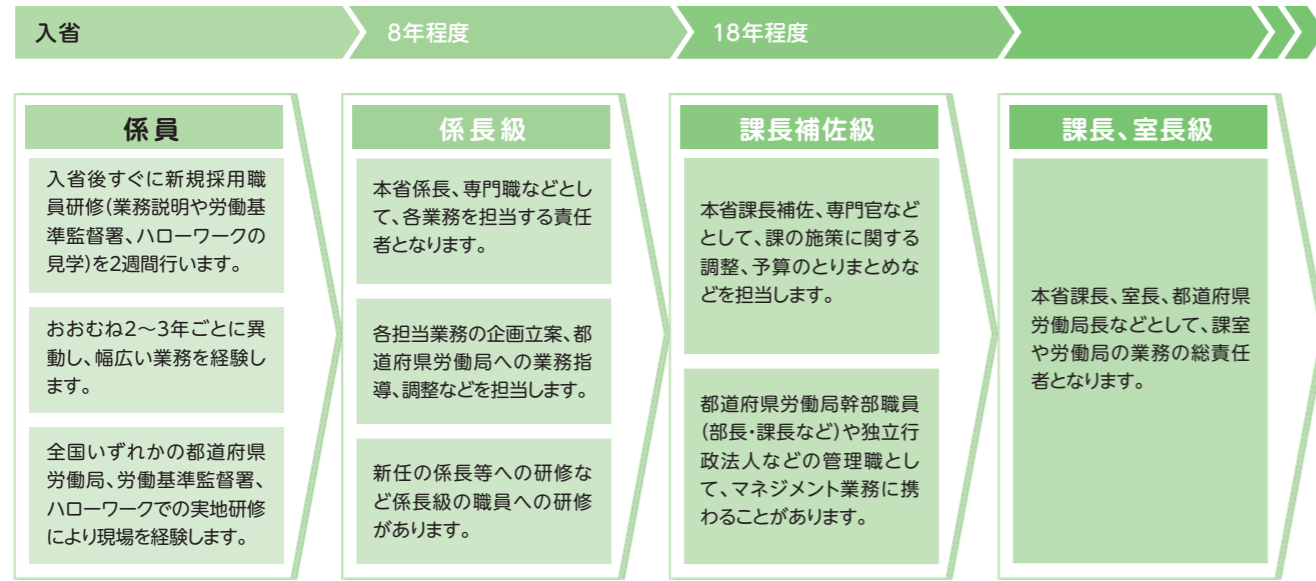 入省
8年程度
18年程度
係員
入省後すぐに新規採用職
員研修(業務説明や労働基
準監督署、ハローワークの
見学)を2週間行います。
おおむね2〜3年ごとに異
動し、幅広い業務を経験し
ます。
全国いずれかの都道府県
労働局、労働基準監督署、
ハローワークでの実地研修
により現場を経験します。
係長級
本省係長、専門職などとし
て、各業務を担当する責任
者となります。
各担当業務の企画立案、都
道府県労働局への業務指
導、調整などを担当します。
新任の係長等への研修な
ど係長級の職員への研修
があります。
課長補佐級
本省課長補佐、専門官など
として、課の施策に関する
調整、予算のとりまとめな
どを担当します。
都道府県労働局幹部職員
(部長・課長など)や独立行
政法人などの管理職とし
て、マネジメント業務に携
わることがあります。
課長、室長級
本省課長、室長、都道府県
労働局長などとして、課室
や労働局の業務の総責任
者となります。